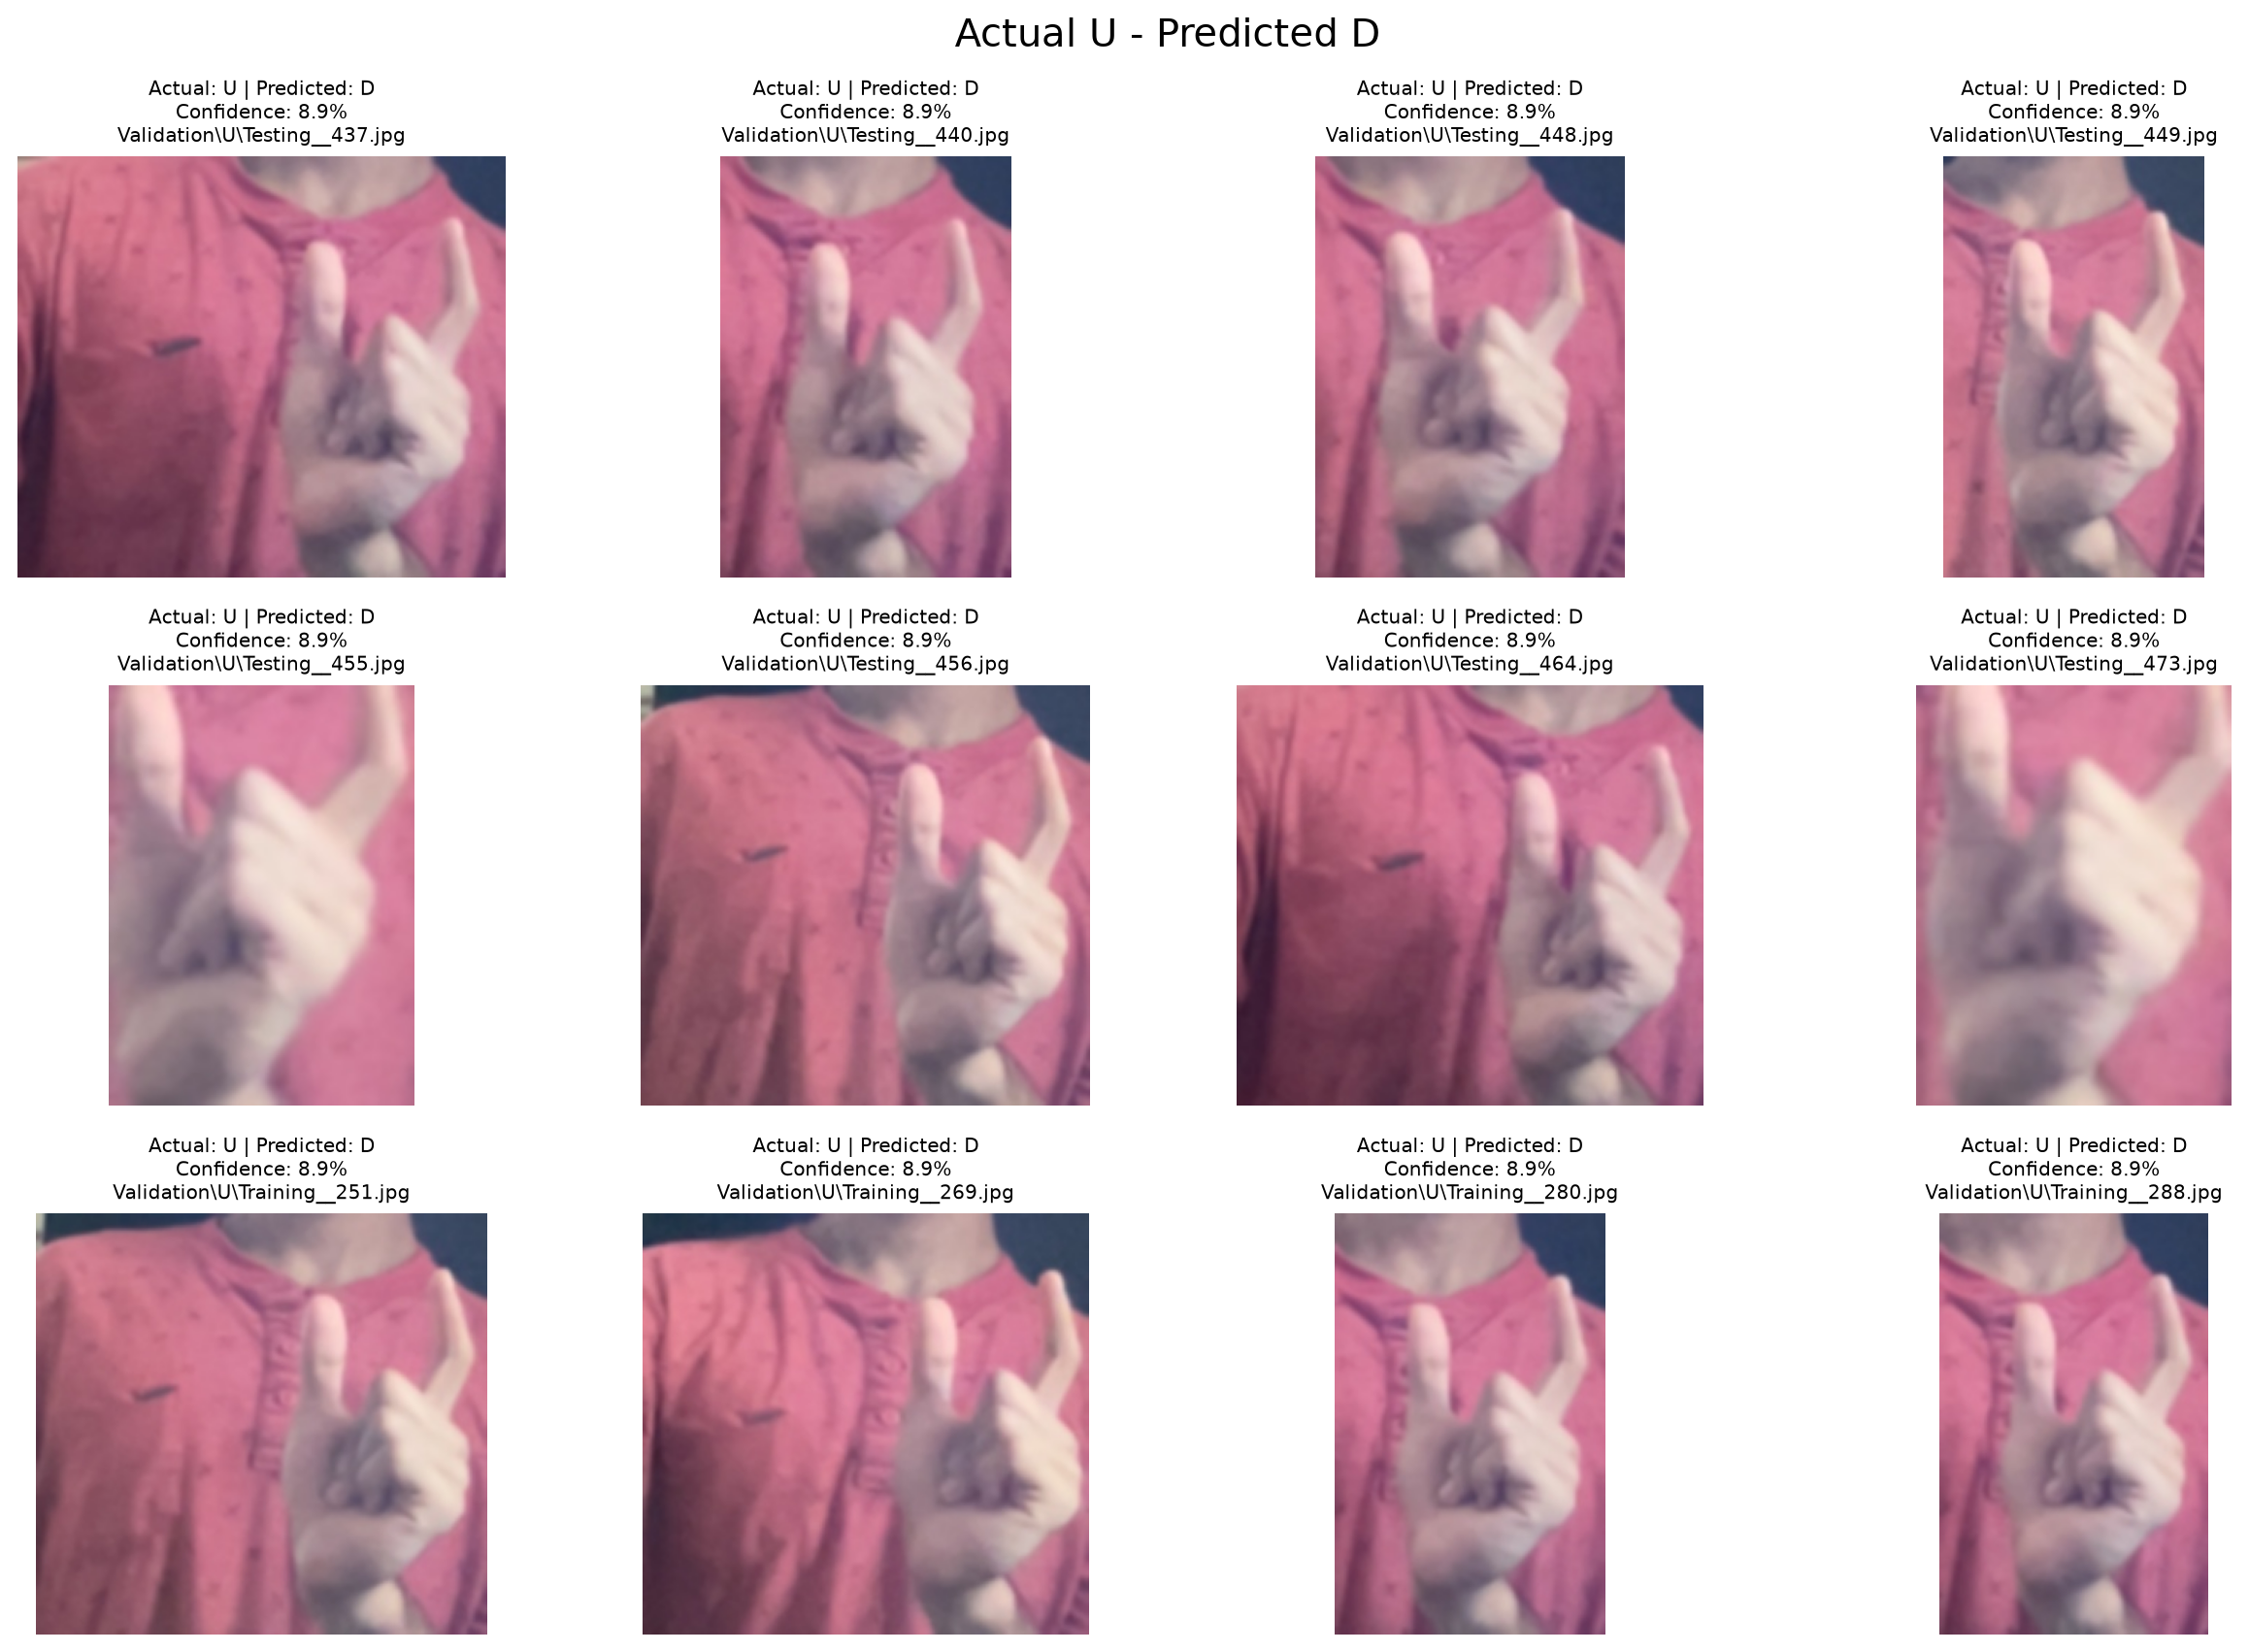 Actual U - Predicted D
Actual: U | Predicted: D
Confidence: 8.9%
Validation\U\Testing__437.jpg
Actual: U | Predicted: D
Confidence: 8.9%
Validation\U\Testing__440.jpg
Actual: U | Predicted: D
Confidence: 8.9%
Validation\U\Testing__448.jpg
Actual: U | Predicted: D
Confidence: 8.9%
Validation\U\Testing__449.jpg
Actual: U | Predicted: D
Confidence: 8.9%
Validation\U\Testing__455.jpg
Actual: U | Predicted: D
Confidence: 8.9%
Validation\U\Testing__456.jpg
Actual: U | Predicted: D
Confidence: 8.9%
Validation\U\Testing__464.jpg
Actual: U | Predicted: D
Confidence: 8.9%
Validation\U\Testing__473.jpg
Actual: U | Predicted: D
Confidence: 8.9%
Validation\U\Training__251.jpg
Actual: U | Predicted: D
Confidence: 8.9%
Validation\U\Training__269.jpg
Actual: U | Predicted: D
Confidence: 8.9%
Validation\U\Training__280.jpg
Actual: U | Predicted: D
Confidence: 8.9%
Validation\U\Training__288.jpg